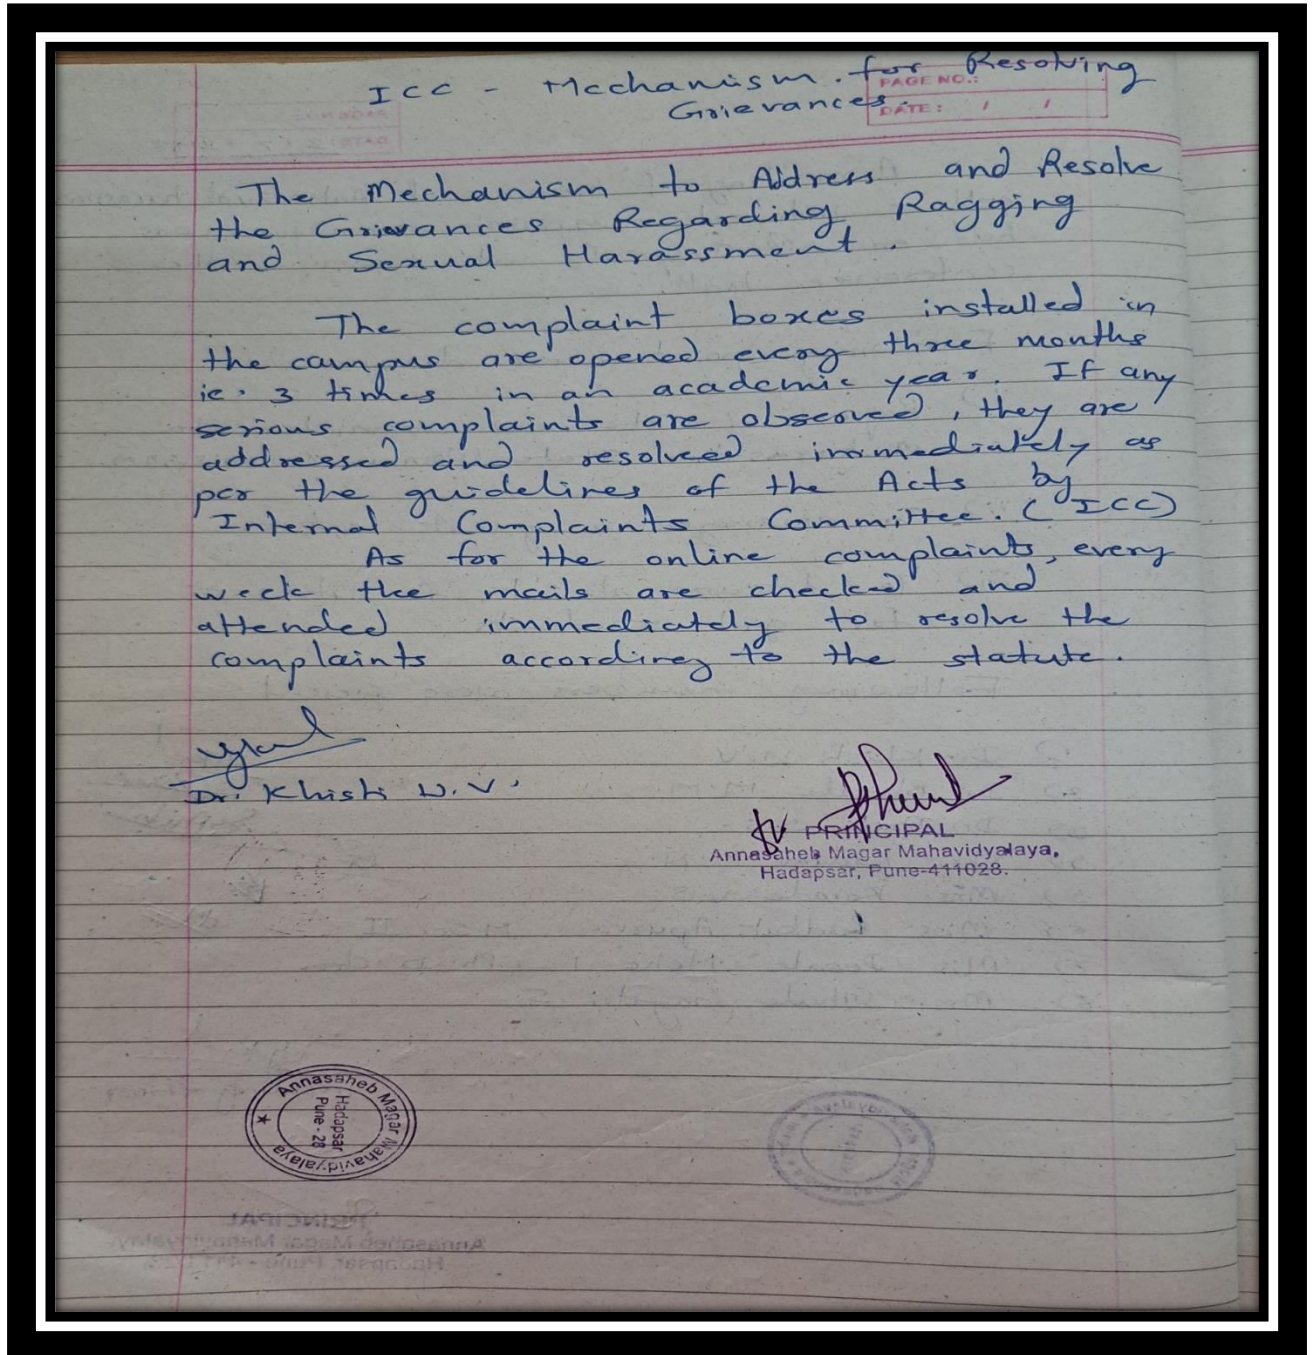 ICC - Mechanism for Resolving
Grievances.
PAGE NO.:
DATE: / /
The Mechanism to Address and Resolve
the Grievances Regarding Ragging
and Sexual Harassment.
The complaint boxes installed in
the campus are opened every three months
ie. 3 times in an academic year. If any
serious complaints are observed, they are
addressed and resolved immediately as
per the guidelines of the Acts by
Internal Complaints Committee. (ICC)
As for the online complaints, every
week the mails are checked and
attended immediately to resolve the
complaints according to the statute.
Dr. Khisti N.V.
PRINCIPAL
Annasaheb Magar Mahavidyalaya,
Hadapsar, Pune-411028.
Annasaheb Magar Mahavidyalaya
Hadapsar
Pune - 28